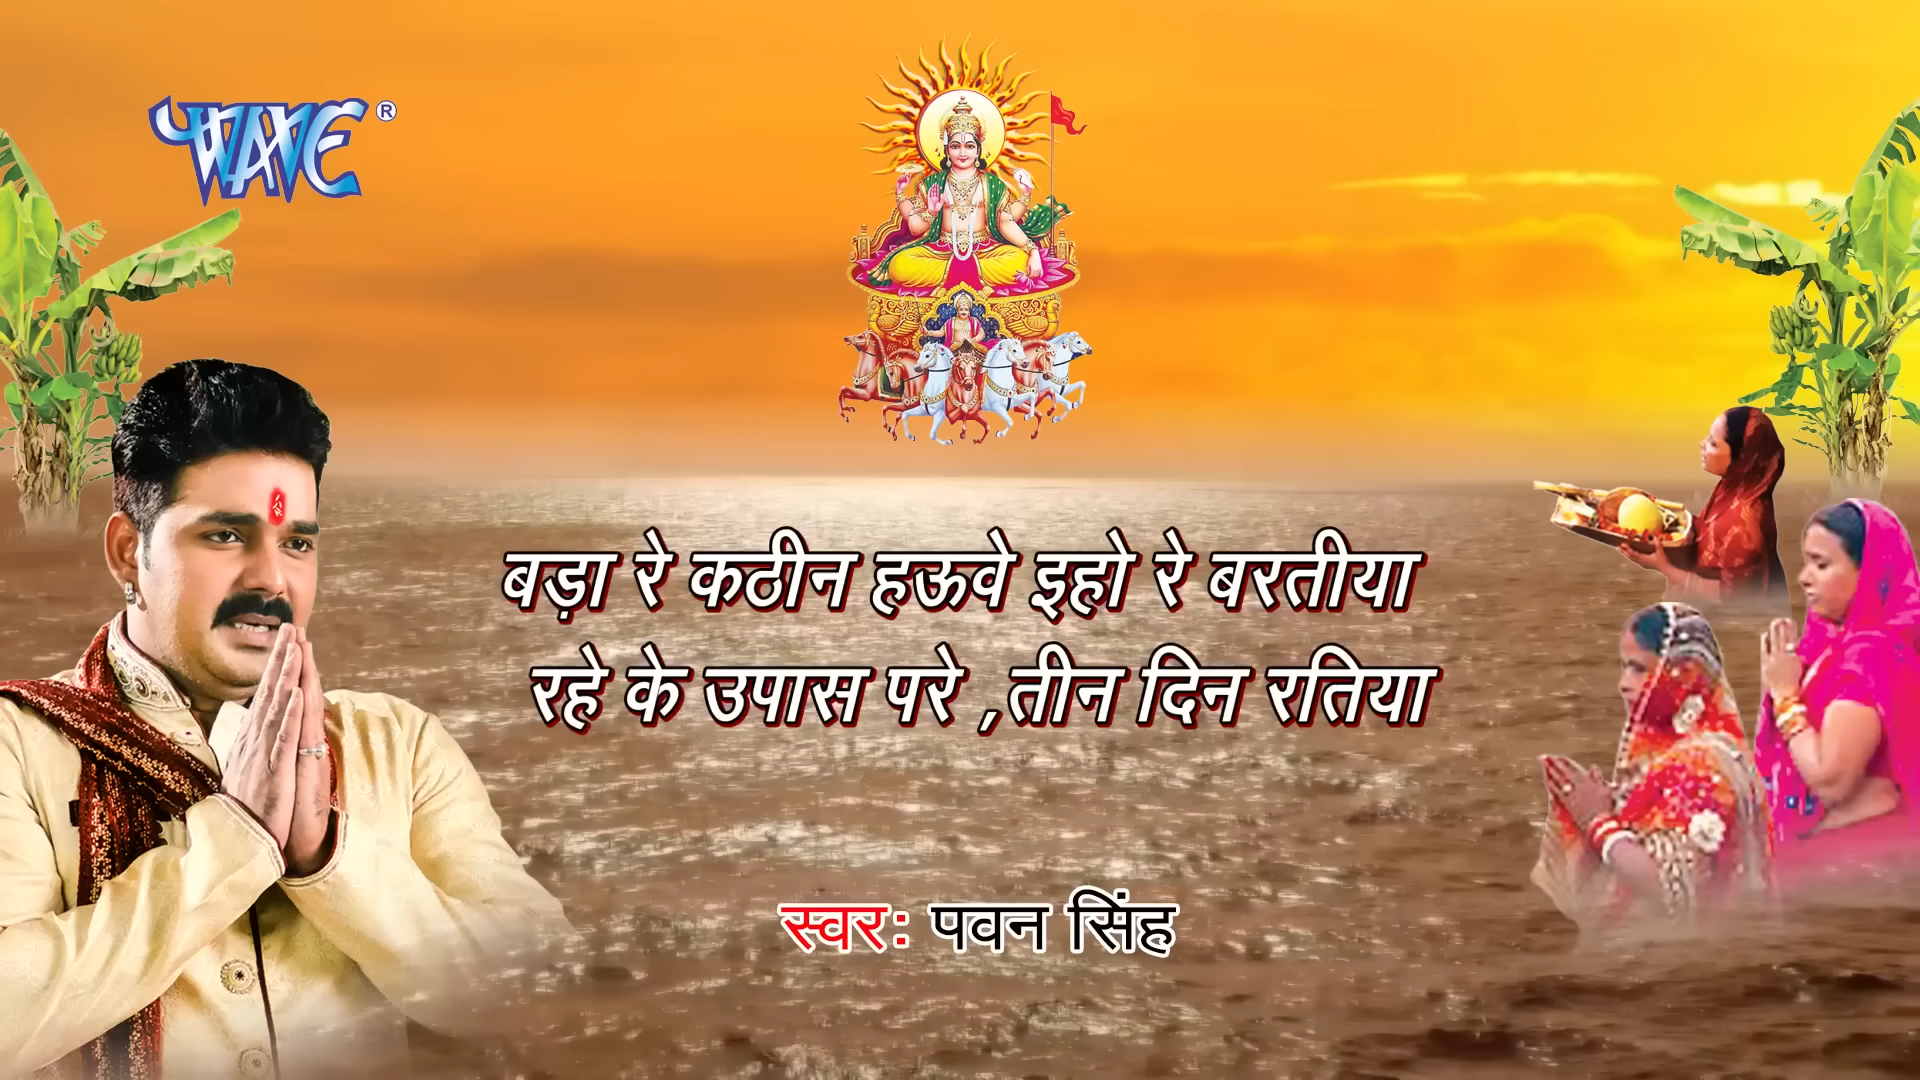 WAVE®
बड़ा रे कठीन हऊवे इहो रे बरतीया
रहे के उपास परे ,तीन दिन रतिया
स्वरः पवन सिंह